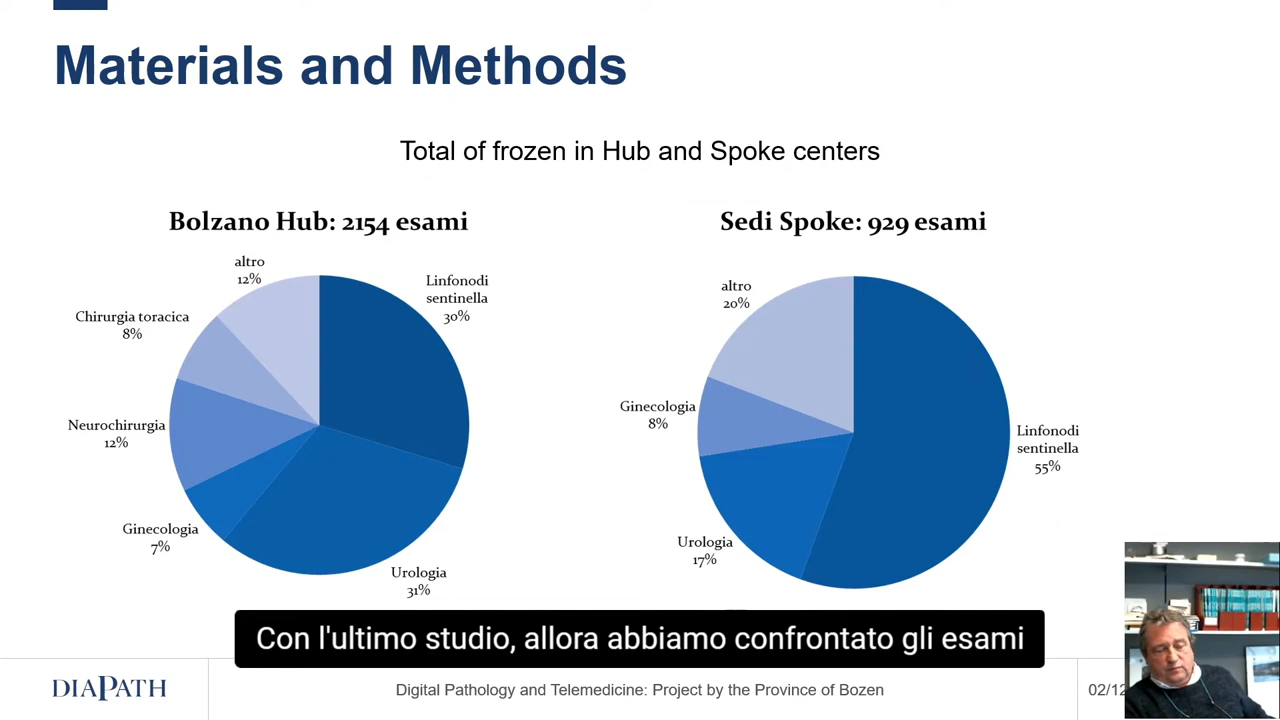 Materials and Methods
Total of frozen in Hub and Spoke centers
Bolzano Hub: 2154 esami
altro
12%
Linfonodi
sentinella
30%
Chirurgia toracica
8%
Neurochirurgia
12%
Ginecologia
7%
Urologia
31%
Sedi Spoke: 929 esami
altro
20%
Ginecologia
8%
Linfonodi
sentinella
55%
Urologia
17%
Con l'ultimo studio, allora abbiamo confrontato gli esami
DIAPATH
Digital Pathology and Telemedicine: Project by the Province of Bozen
02/12